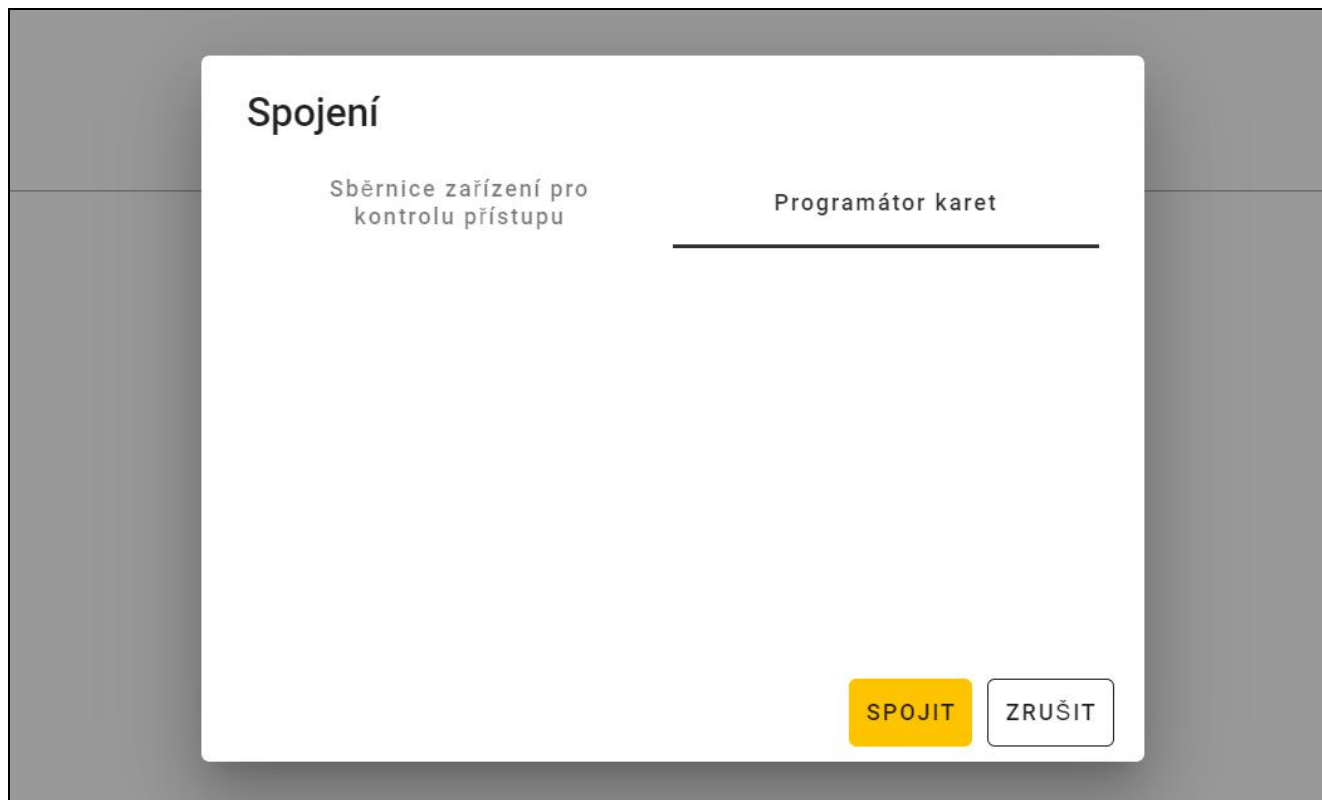 Spojení
Sběrnice zařízení pro
kontrolu přístupu
Programátor karet
SPOJIT
ZRUŠIT